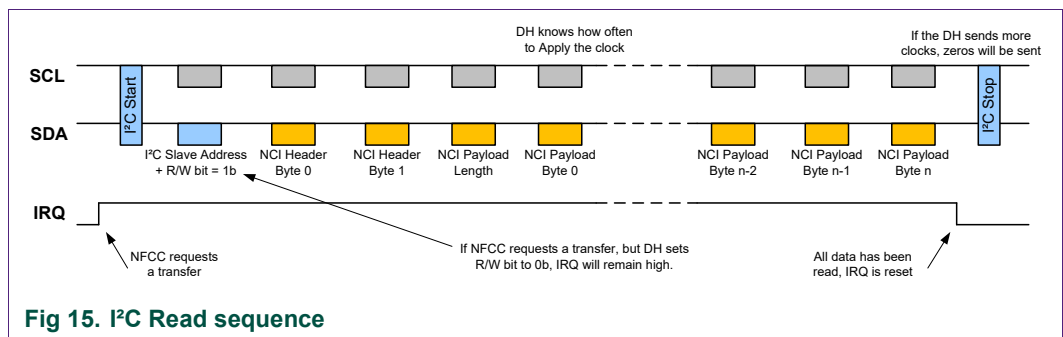 DH knows how often
to Apply the clock
If the DH sends more
clocks, zeros will be sent
SCL
I²C Start
I²C Stop
SDA
I²C Slave Address
+ R/W bit = 1b
NCI Header
Byte 0
NCI Header
Byte 1
NCI Payload
Length
NCI Payload
Byte 0
NCI Payload
Byte n-2
NCI Payload
Byte n-1
NCI Payload
Byte n
IRQ
NFCC requests
a transfer
If NFCC requests a transfer, but DH sets
R/W bit to 0b, IRQ will remain high.
All data has been
read, IRQ is reset
Fig 15. I²C Read sequence